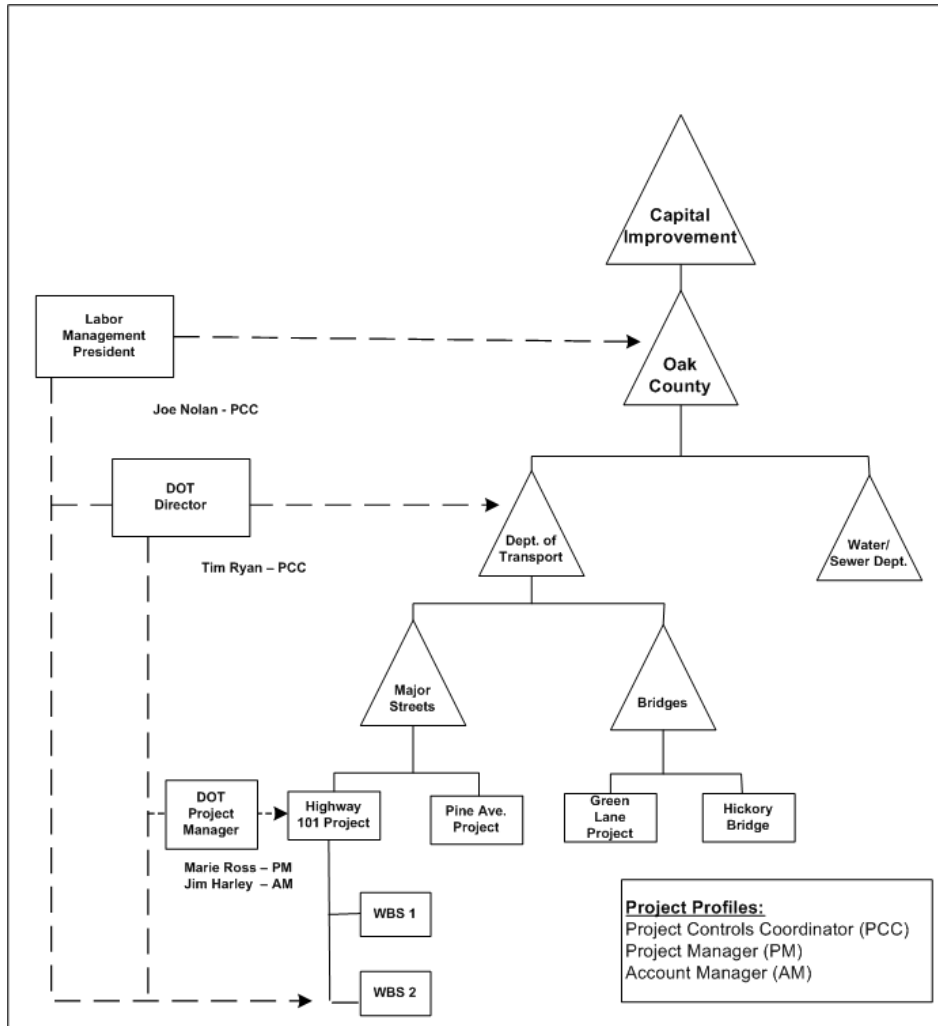 Capital
Improvement
Labor
Management
President
Oak
County
Joe Nolan - PCC
DOT
Director
Dept. of
Transport
Water/
Sewer Dept.
Tim Ryan – PCC
Major
Streets
Bridges
DOT
Project
Manager
Highway
101 Project
Pine Ave.
Project
Green
Lane
Project
Hickory
Bridge
Marie Ross – PM
Jim Harley – AM
WBS 1
WBS 2
Project Profiles:
Project Controls Coordinator (PCC)
Project Manager (PM)
Account Manager (AM)